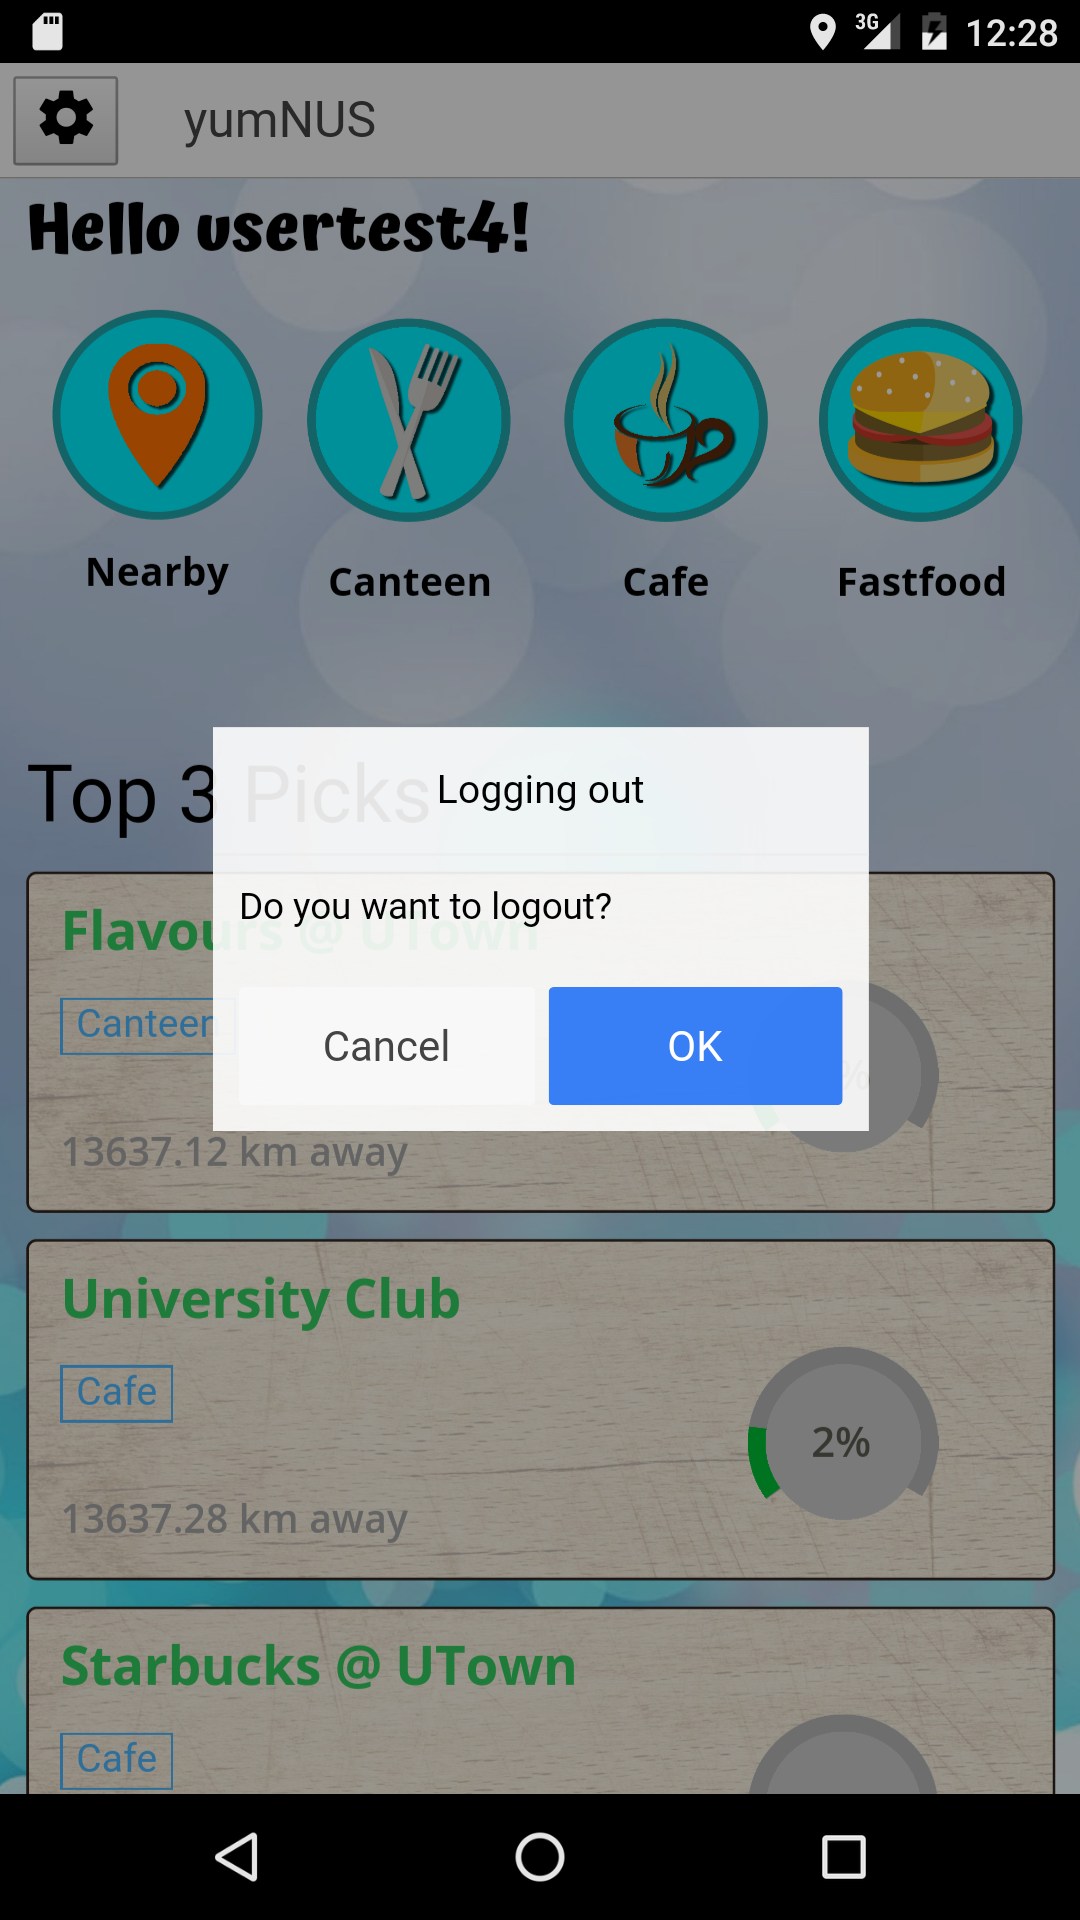 3G 12:28
yumNUS
Hello usertest4!
Nearby
Canteen
Cafe
Fastfood
Top 3 Picks
Logging out
Do you want to logout?
Cancel
OK
Flavours @ UTown
Canteen
%
13637.12 km away
University Club
Cafe
2%
13637.28 km away
Starbucks @ UTown
Cafe